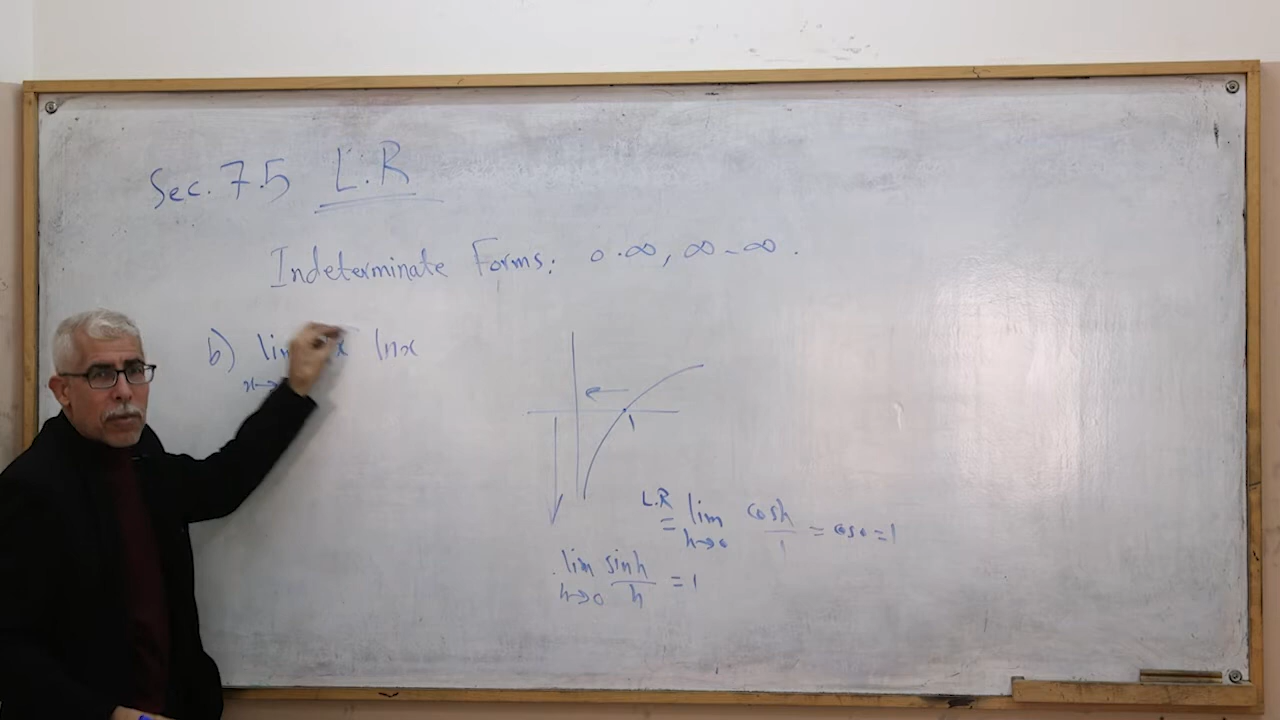 Sec. 7.5 L'.R
Indeterminate Forms: 0.∞, ∞-∞.
b) lim x lnx
x→
1
L.R
= lim cosh/1 = cos0 = 1
h→0
lim sinh/h = 1
h→0